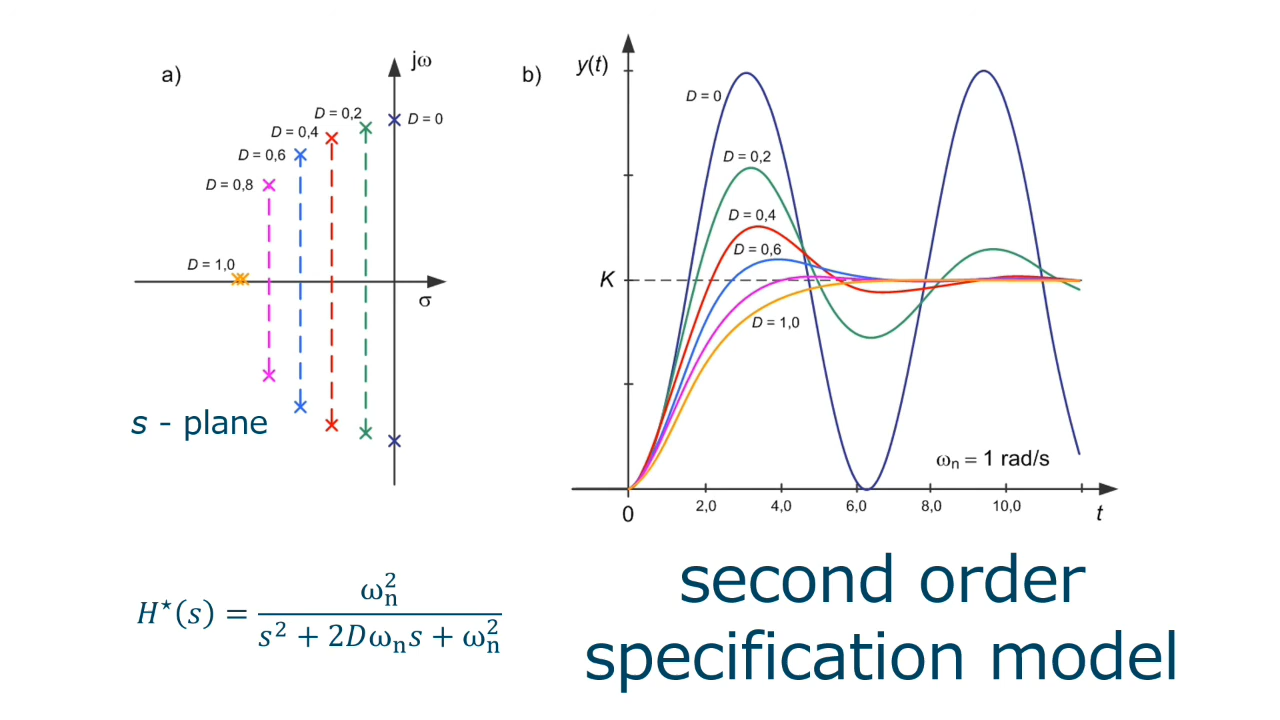 a)
jω
D = 0,2
D = 0
D = 0,4
D = 0,6
D = 0,8
D = 1,0
σ
s - plane
b)
y(t)
D = 0
D = 0,2
D = 0,4
D = 0,6
K
D = 1,0
ωn = 1 rad/s
0
2,0
4,0
6,0
8,0
10,0
t
H⋆(s) = ωn² / (s² + 2Dωns + ωn²)
second order
specification model